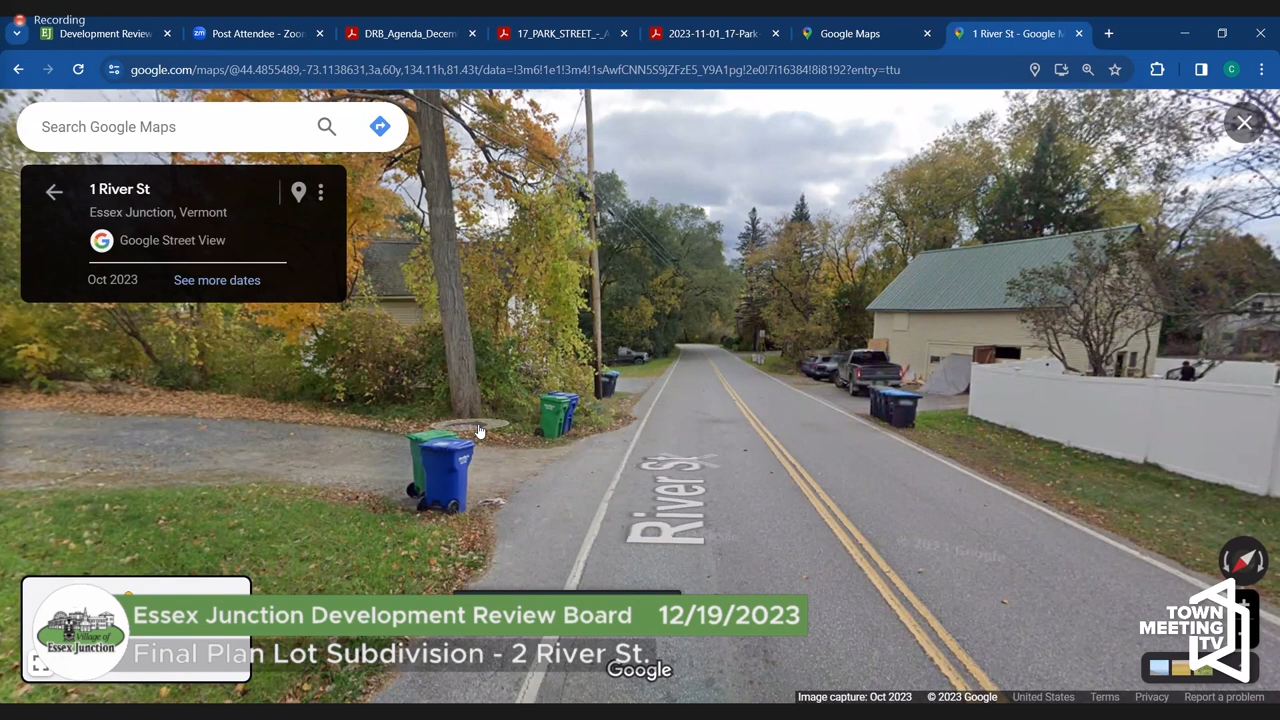 Recording
Development Review
Post Attendee - Zoom
DRB_Agenda_Decem
17_PARK_STREET_-_A
2023-11-01_17-Park-
Google Maps
1 River St - Google M
google.com/maps/@44.4855489,-73.1138631,3a,60y,134.11h,81.43t/data=!3m6!1e1!3m4!1sAwfCNN5S9jZFzE5_Y9A1pg!2e0!7i16384!8i8192?entry=ttu
C
Search Google Maps
1 River St
Essex Junction, Vermont
Google Street View
Oct 2023
See more dates
River St
© 2023 Google
Village of
Essex Junction
Essex Junction Development Review Board 12/19/2023
Final Plan Lot Subdivision - 2 River St.
Google
TOWN
MEETING
TV
Image capture: Oct 2023 © 2023 Google United States Terms Privacy Report a problem